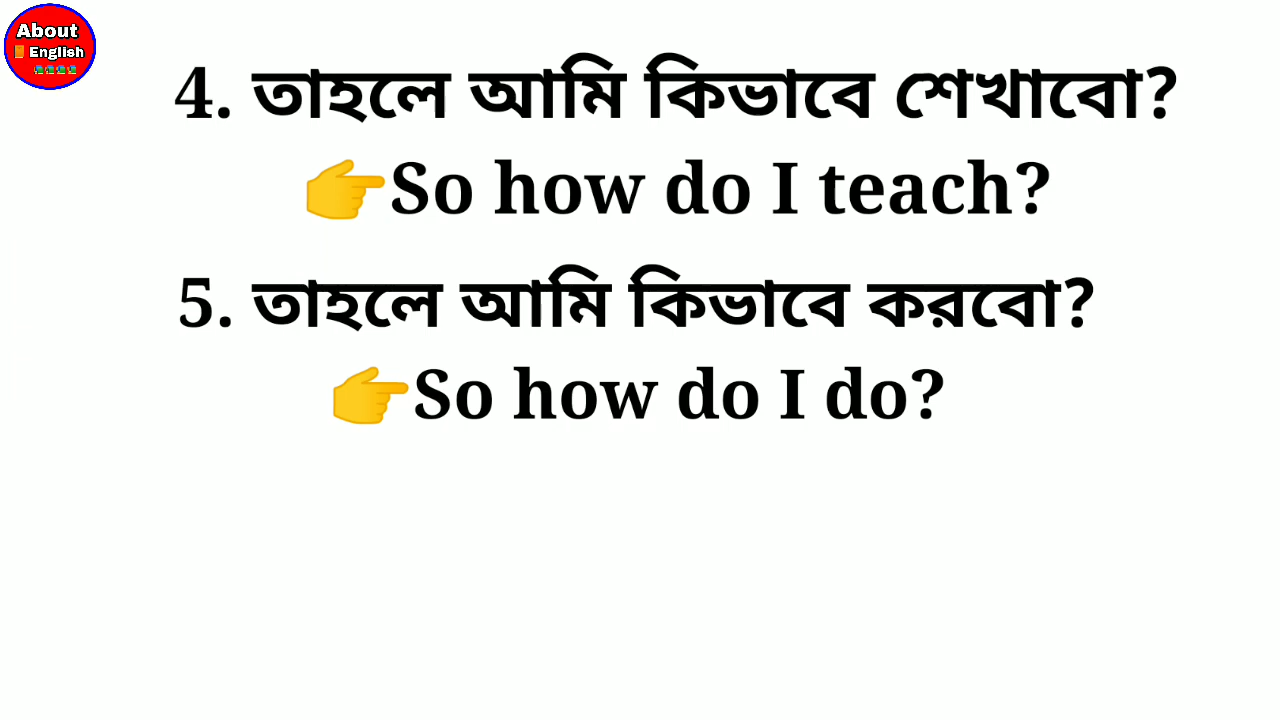 About
English
4. তাহলে আমি কিভাবে শেখাবো?
👉So how do I teach?
5. তাহলে আমি কিভাবে করবো?
👉So how do I do?